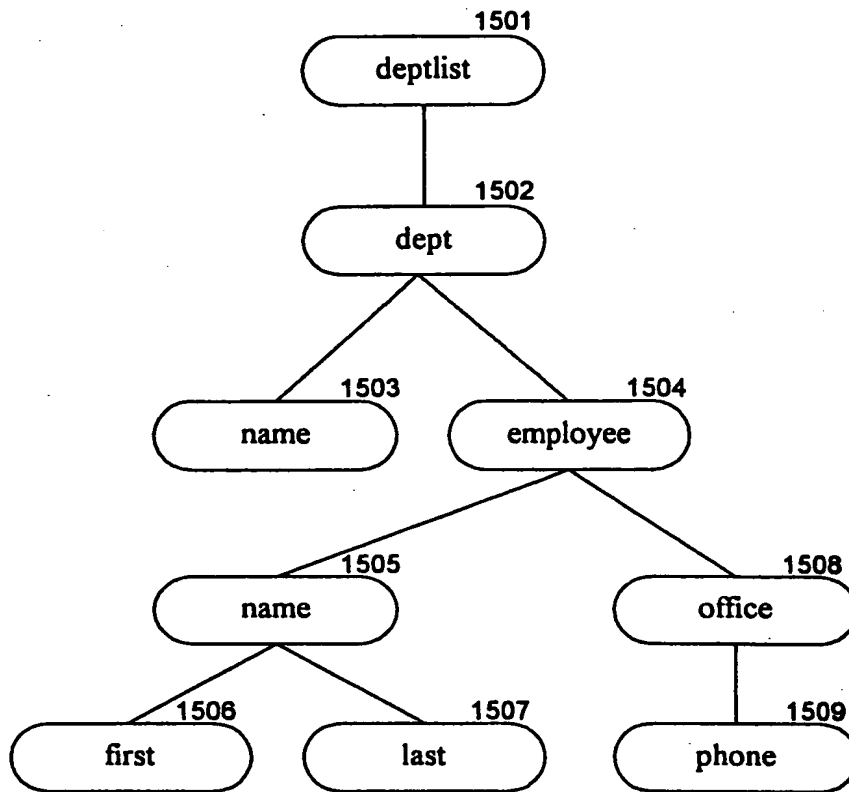 1501
deptlist
1502
dept
1503
name
1504
employee
1505
name
1508
office
1506
first
1507
last
1509
phone